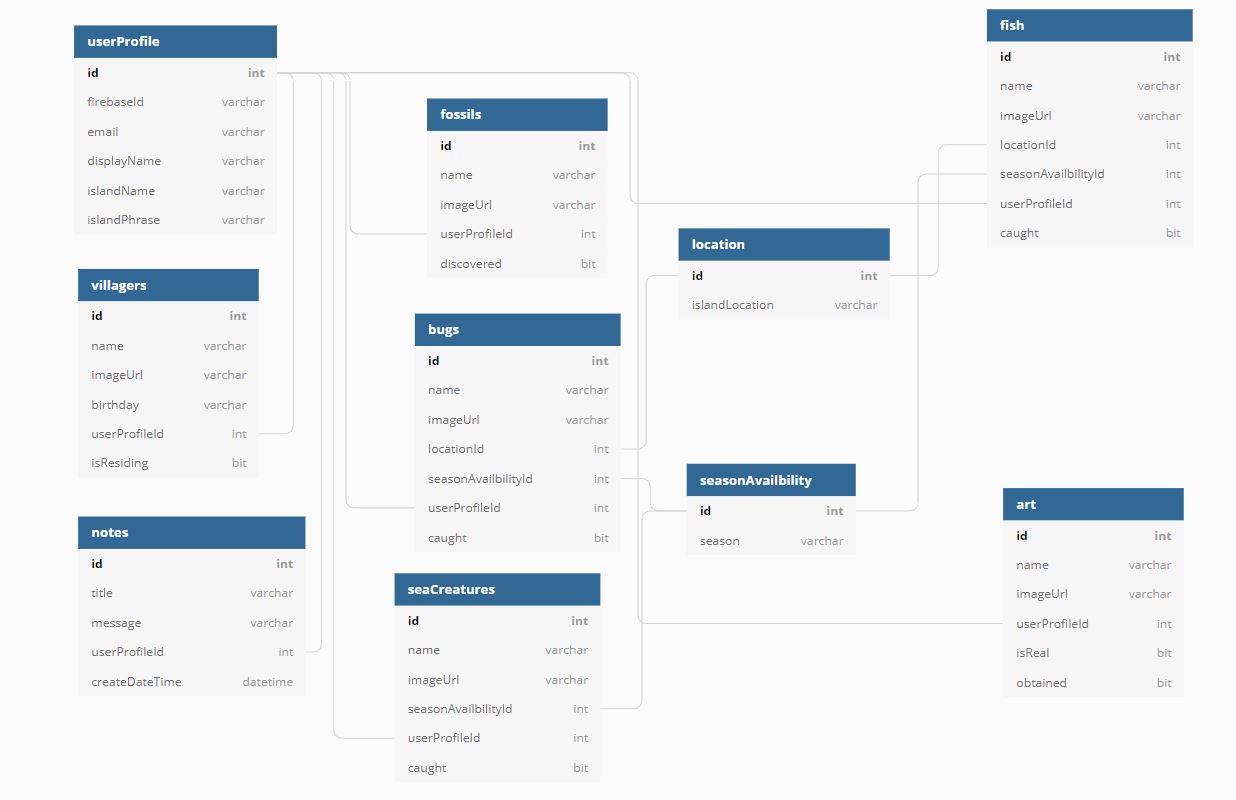 userProfile
id int
firebaseId varchar
email varchar
displayName varchar
islandName varchar
islandPhrase varchar
villagers
id int
name varchar
imageUrl varchar
birthday varchar
userProfileId int
isResiding bit
notes
id int
title varchar
message varchar
userProfileId int
createDateTime datetime
fossils
id int
name varchar
imageUrl varchar
userProfileId int
discovered bit
bugs
id int
name varchar
imageUrl varchar
locationId int
seasonAvailbilityId int
userProfileId int
caught bit
seaCreatures
id int
name varchar
imageUrl varchar
seasonAvailbilityId int
userProfileId int
caught bit
location
id int
islandLocation varchar
seasonAvailbility
id int
season varchar
fish
id int
name varchar
imageUrl varchar
locationId int
seasonAvailbilityId int
userProfileId int
caught bit
art
id int
name varchar
imageUrl varchar
userProfileId int
isReal bit
obtained bit